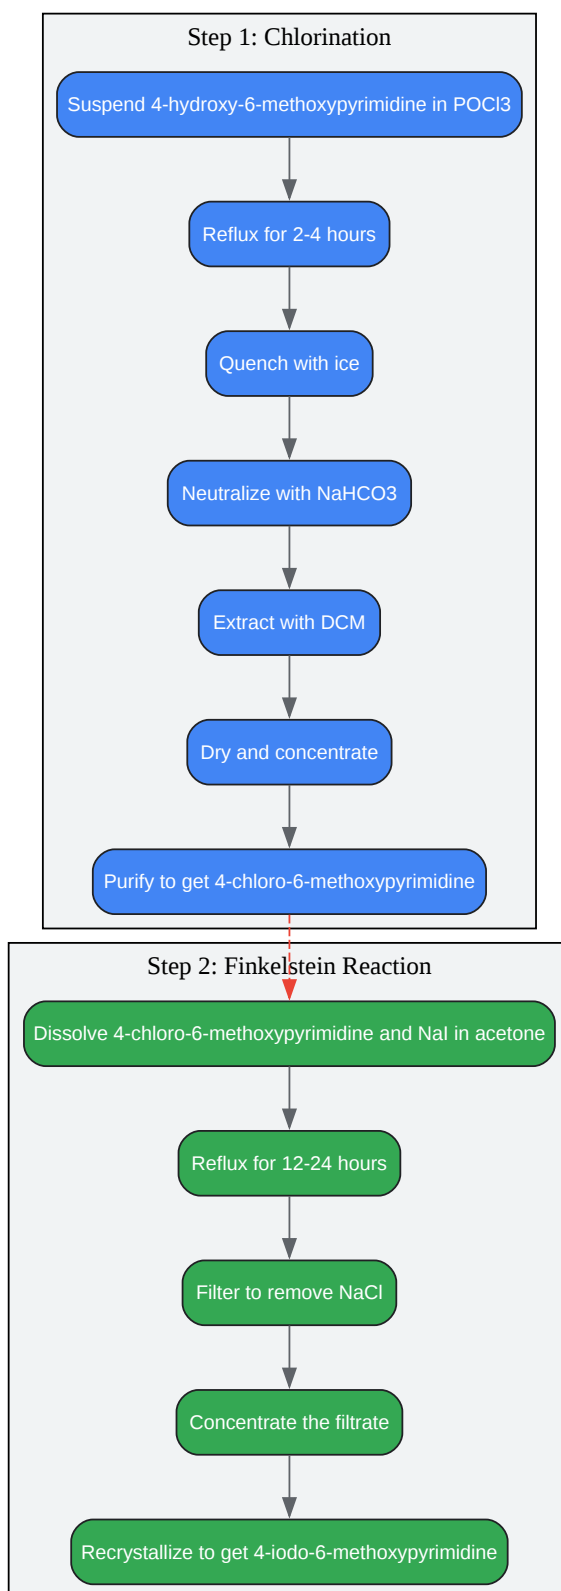 Step 1: Chlorination
Suspend 4-hydroxy-6-methoxypyrimidine in POCl3
Reflux for 2-4 hours
Quench with ice
Neutralize with NaHCO3
Extract with DCM
Dry and concentrate
Purify to get 4-chloro-6-methoxypyrimidine
Step 2: Finkelstein Reaction
Dissolve 4-chloro-6-methoxypyrimidine and NaI in acetone
Reflux for 12-24 hours
Filter to remove NaCl
Concentrate the filtrate
Recrystallize to get 4-iodo-6-methoxypyrimidine